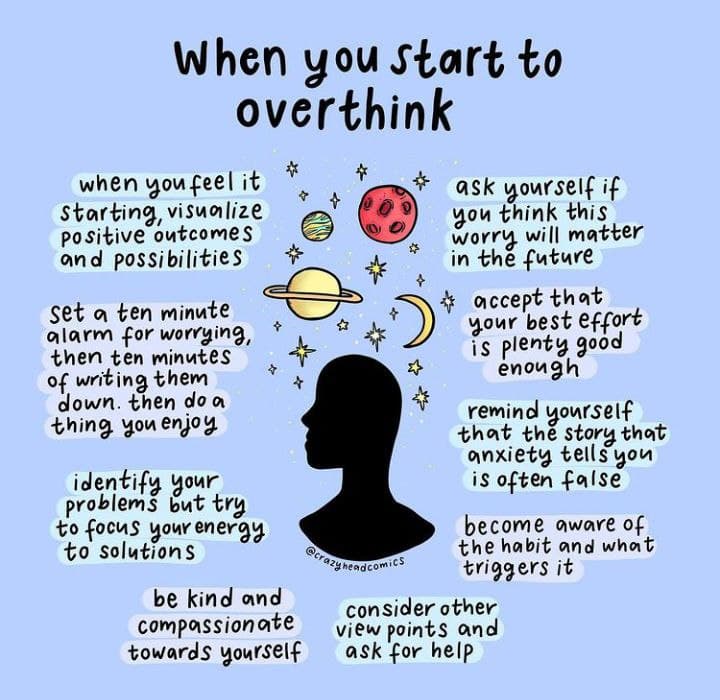 When you start to
overthink
when you feel it
starting, visualize
positive outcomes
and possibilities
ask yourself if
you think this
worry will matter
in the future
set a ten minute
alarm for worrying,
then ten minutes
of writing them
down. then do a
thing you enjoy
accept that
your best effort
is plenty good
enough
remind yourself
that the story that
anxiety tells you
is often false
identify your
problems but try
to focus your energy
to solutions
become aware of
the habit and what
triggers it
be kind and
compassionate
towards yourself
consider other
view points and
ask for help
@crazyheadcomics